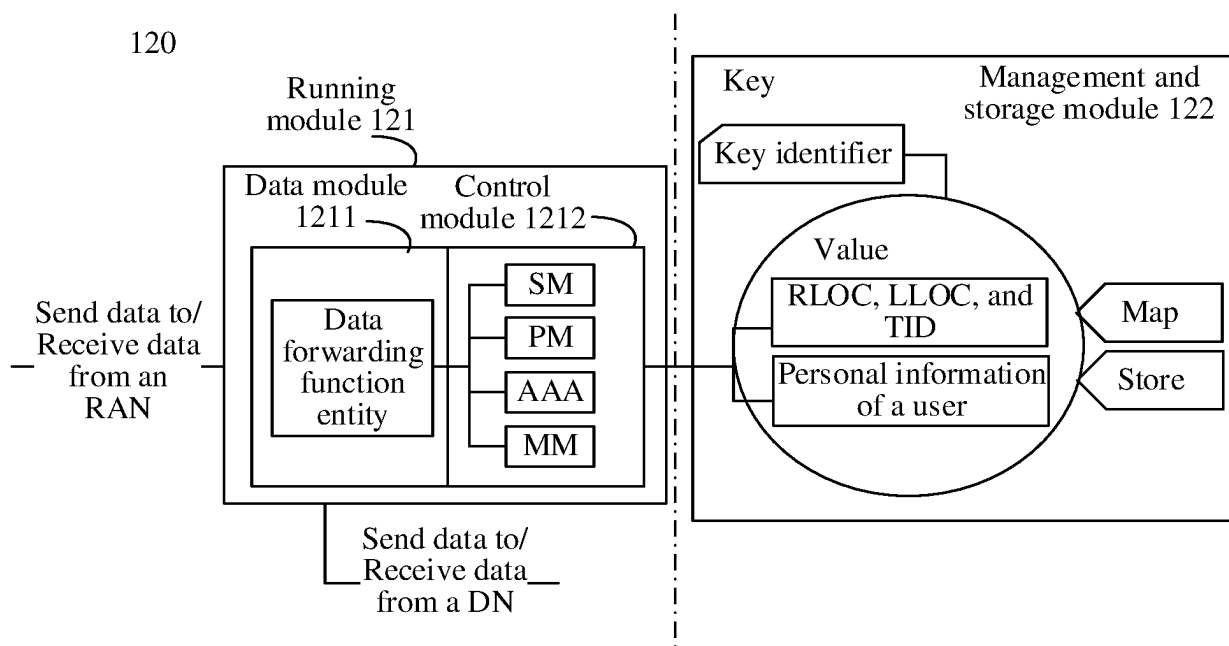 120
Running
module 121
Data module
1211
Control
module 1212
Send data to/
Receive data
from an
RAN
Data
forwarding
function
entity
SM
PM
AAA
MM
Send data to/
Receive data
from a DN
Key
Management and
storage module 122
Key identifier
Value
RLOC, LLOC, and
TID
Personal information
of a user
Map
Store